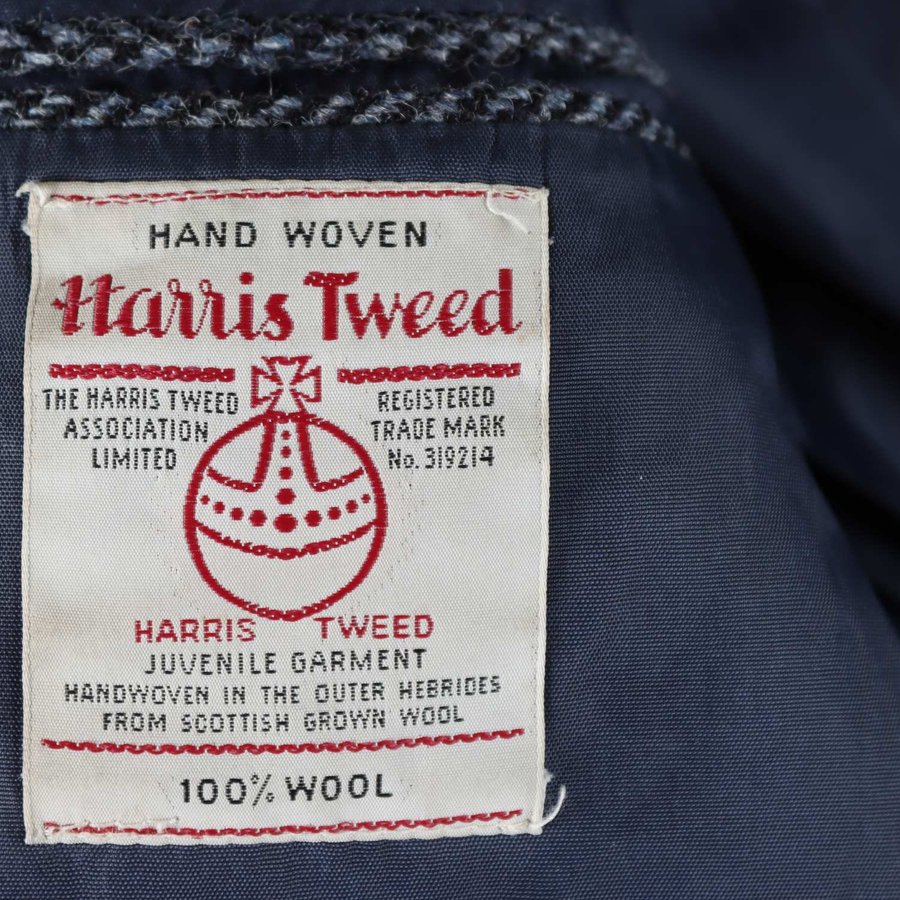 HAND WOVEN
Harris Tweed
THE HARRIS TWEED
ASSOCIATION
LIMITED
REGISTERED
TRADE MARK
No. 319214
HARRIS TWEED
JUVENILE GARMENT
HANDWOVEN IN THE OUTER HEBRIDES
FROM SCOTTISH GROWN WOOL
100% WOOL